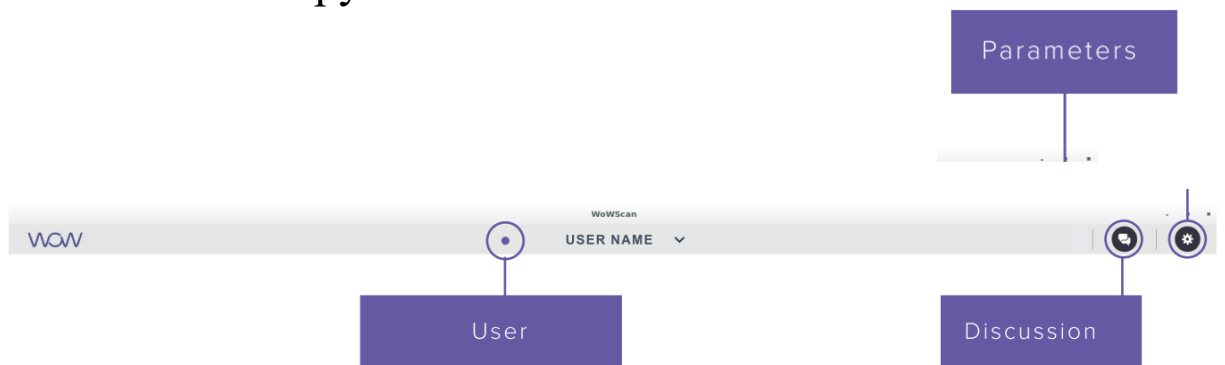 Parameters
WoWScan
WOW
USER NAME
User
Discussion